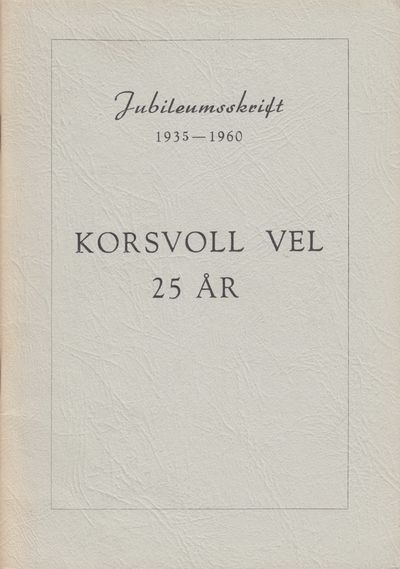 Jubileumsskrift
1935—1960
KORSVOLL VEL
25 ÅR